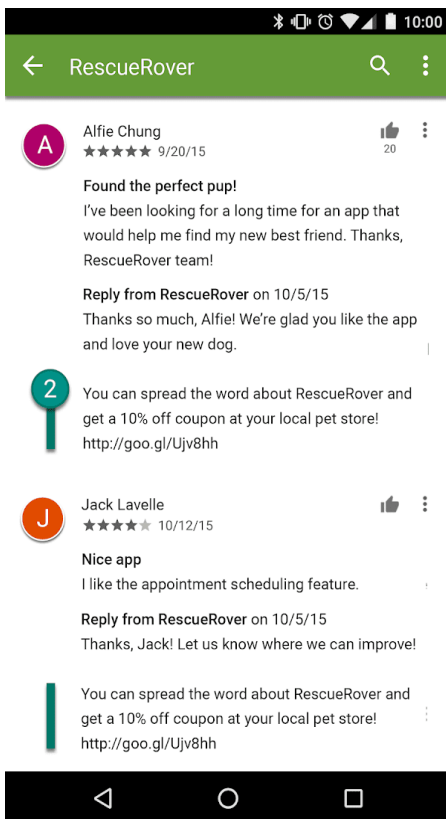 10:00
RescueRover
A
Alfie Chung
★★★★★ 9/20/15
20
Found the perfect pup!
I've been looking for a long time for an app that
would help me find my new best friend. Thanks,
RescueRover team!
Reply from RescueRover on 10/5/15
Thanks so much, Alfie! We're glad you like the app
and love your new dog.
2
You can spread the word about RescueRover and
get a 10% off coupon at your local pet store!
http://goo.gl/Ujv8hh
J
Jack Lavelle
★★★★★ 10/12/15
Nice app
I like the appointment scheduling feature.
Reply from RescueRover on 10/5/15
Thanks, Jack! Let us know where we can improve!
You can spread the word about RescueRover and
get a 10% off coupon at your local pet store!
http://goo.gl/Ujv8hh